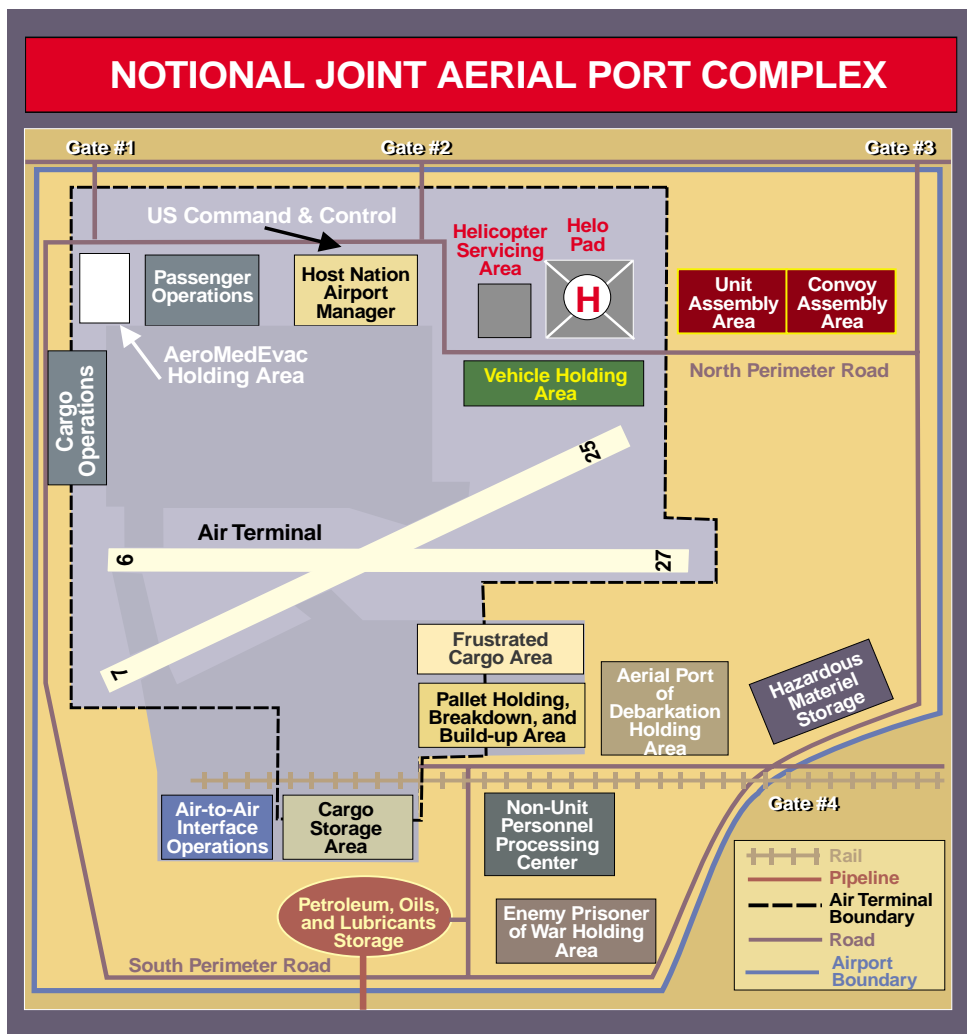 NOTIONAL JOINT AERIAL PORT COMPLEX
Gate #1
Gate #2
Gate #3
US Command & Control
Helicopter
Servicing
Area
Helo
Pad
H
Passenger
Operations
Host Nation
Airport
Manager
Unit
Assembly
Area
Convoy
Assembly
Area
AeroMedEvac
Holding Area
North Perimeter Road
Vehicle Holding
Area
Cargo
Operations
25
Air Terminal
6
27
7
Frustrated
Cargo Area
Pallet Holding,
Breakdown, and
Build-up Area
Aerial Port
of
Debarkation
Holding
Area
Hazardous
Materiel
Storage
Gate #4
Air-to-Air
Interface
Operations
Cargo
Storage
Area
Non-Unit
Personnel
Processing
Center
Petroleum, Oils,
and Lubricants
Storage
Enemy Prisoner
of War Holding
Area
South Perimeter Road
Rail
Pipeline
Air Terminal
Boundary
Road
Airport
Boundary